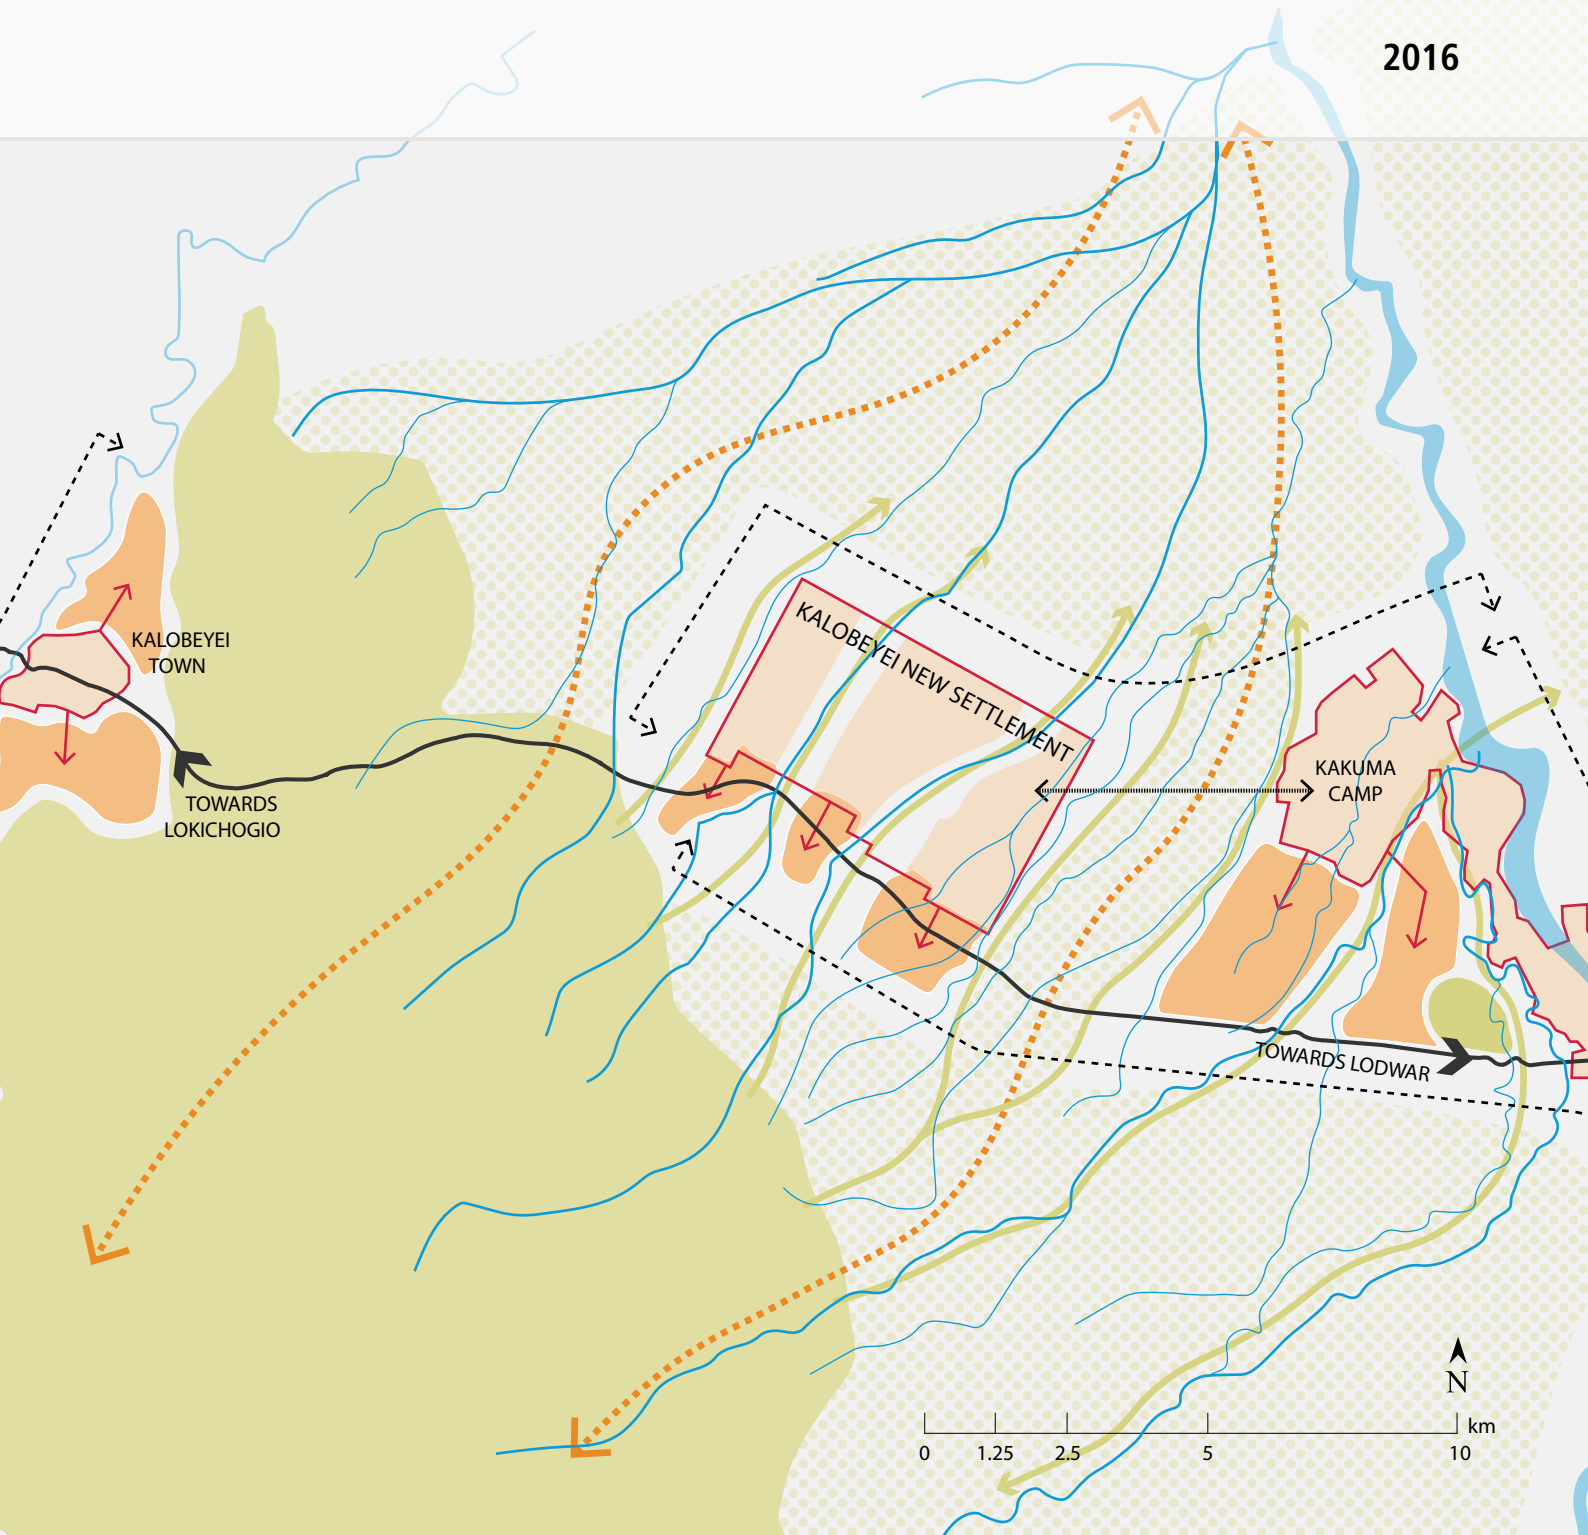 2016
KALOBEYEI
TOWN
KALOBEYEI NEW SETTLEMENT
KAKUMA
CAMP
TOWARDS
LOKICHOGIO
TOWARDS LODWAR
N
km
0 1.25 2.5 5 10